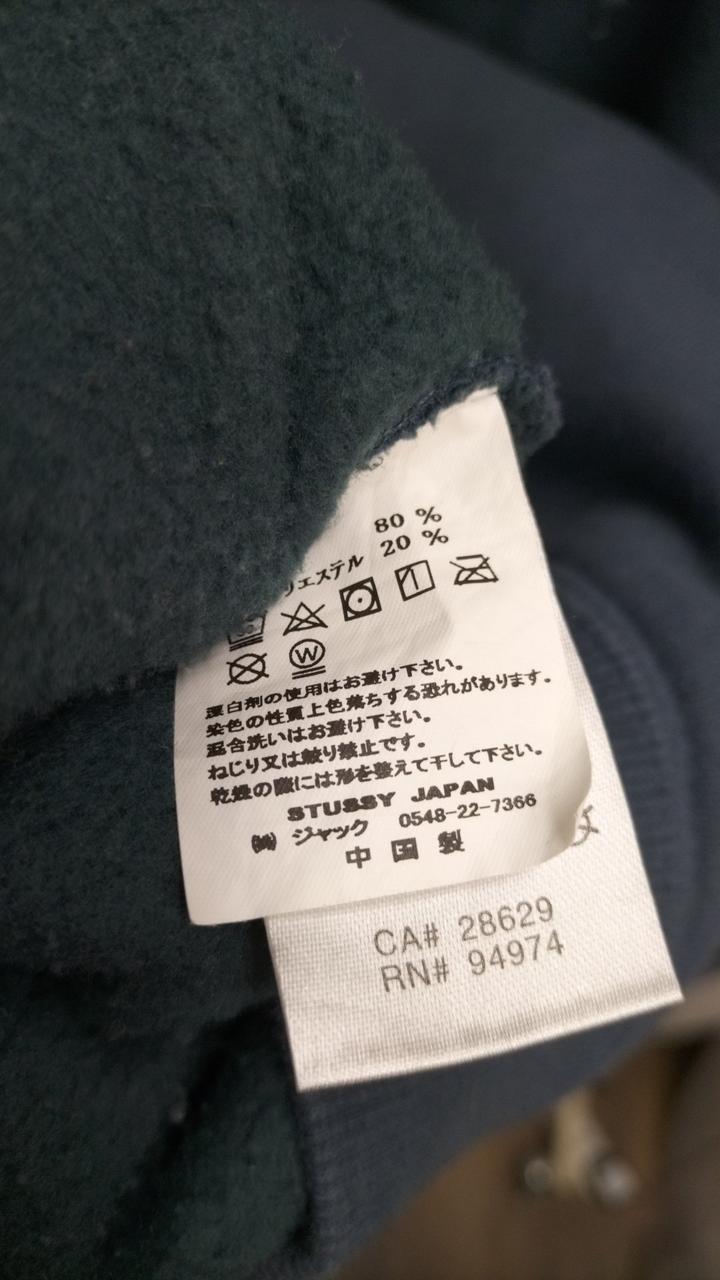 80 %
エステル 20 %
W
漂白剤の使用はお避け下さい。
染色の性質上色落ちする恐れがあります。
混合洗いはお避け下さい。
ねじり又は絞り禁止です。
乾燥の際には形を整えて干して下さい。
STUSSY JAPAN
㈱ ジャック 0548-22-7366
中国製
CA# 28629
RN# 94974